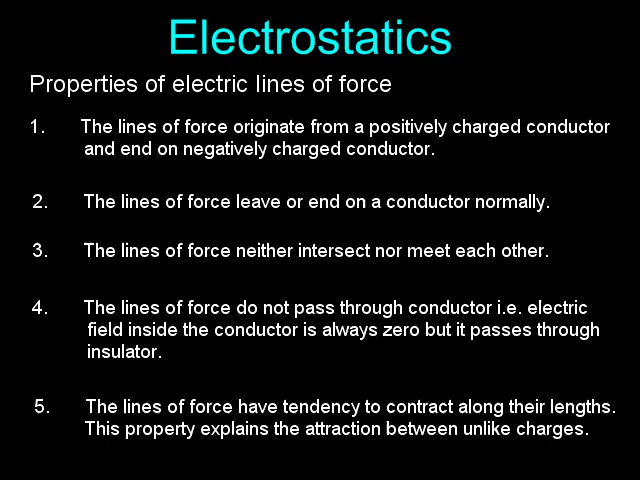 Electrostatics
Properties of electric lines of force
1. The lines of force originate from a positively charged conductor
and end on negatively charged conductor.
2. The lines of force leave or end on a conductor normally.
3. The lines of force neither intersect nor meet each other.
4. The lines of force do not pass through conductor i.e. electric
field inside the conductor is always zero but it passes through
insulator.
5. The lines of force have tendency to contract along their lengths.
This property explains the attraction between unlike charges.